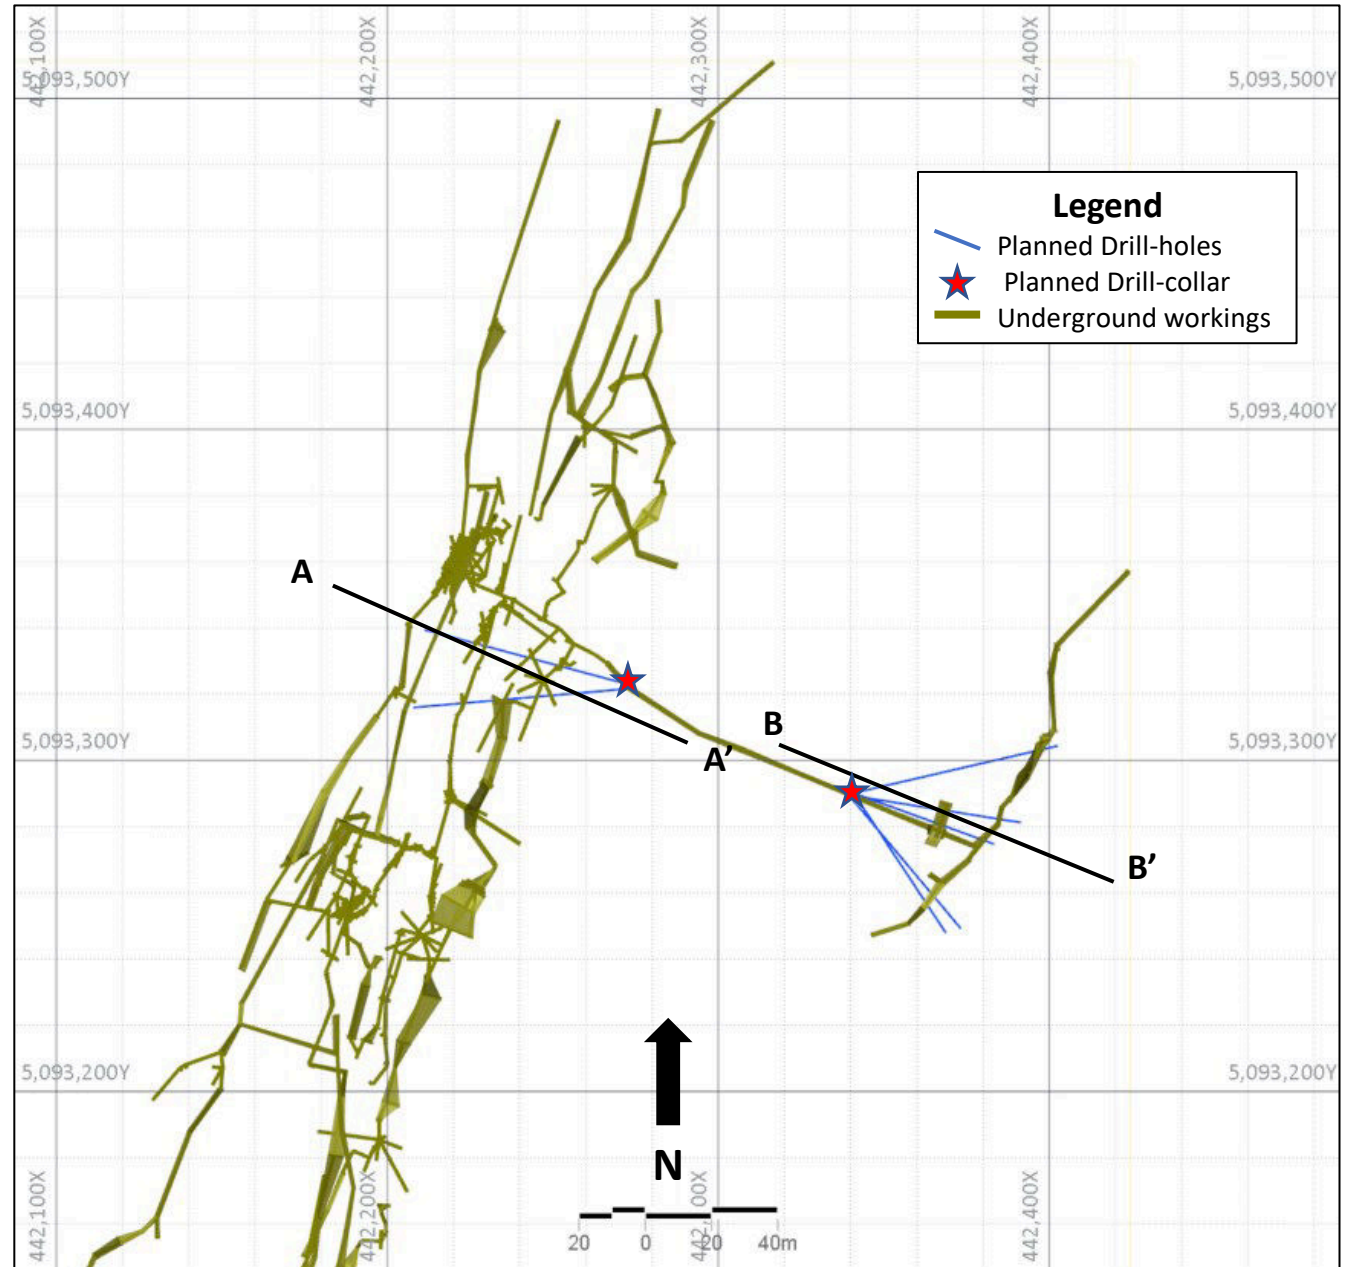 442,100X
442,200X
442,300X
442,400X
5,093,500Y
5,093,500Y
Legend
Planned Drill-holes
Planned Drill-collar
Underground workings
5,093,400Y
5,093,400Y
A
B
5,093,300Y
A’
5,093,300Y
B’
5,093,200Y
5,093,200Y
N
442,100X
442,200X
442,300X
442,400X
20 0 20 40m